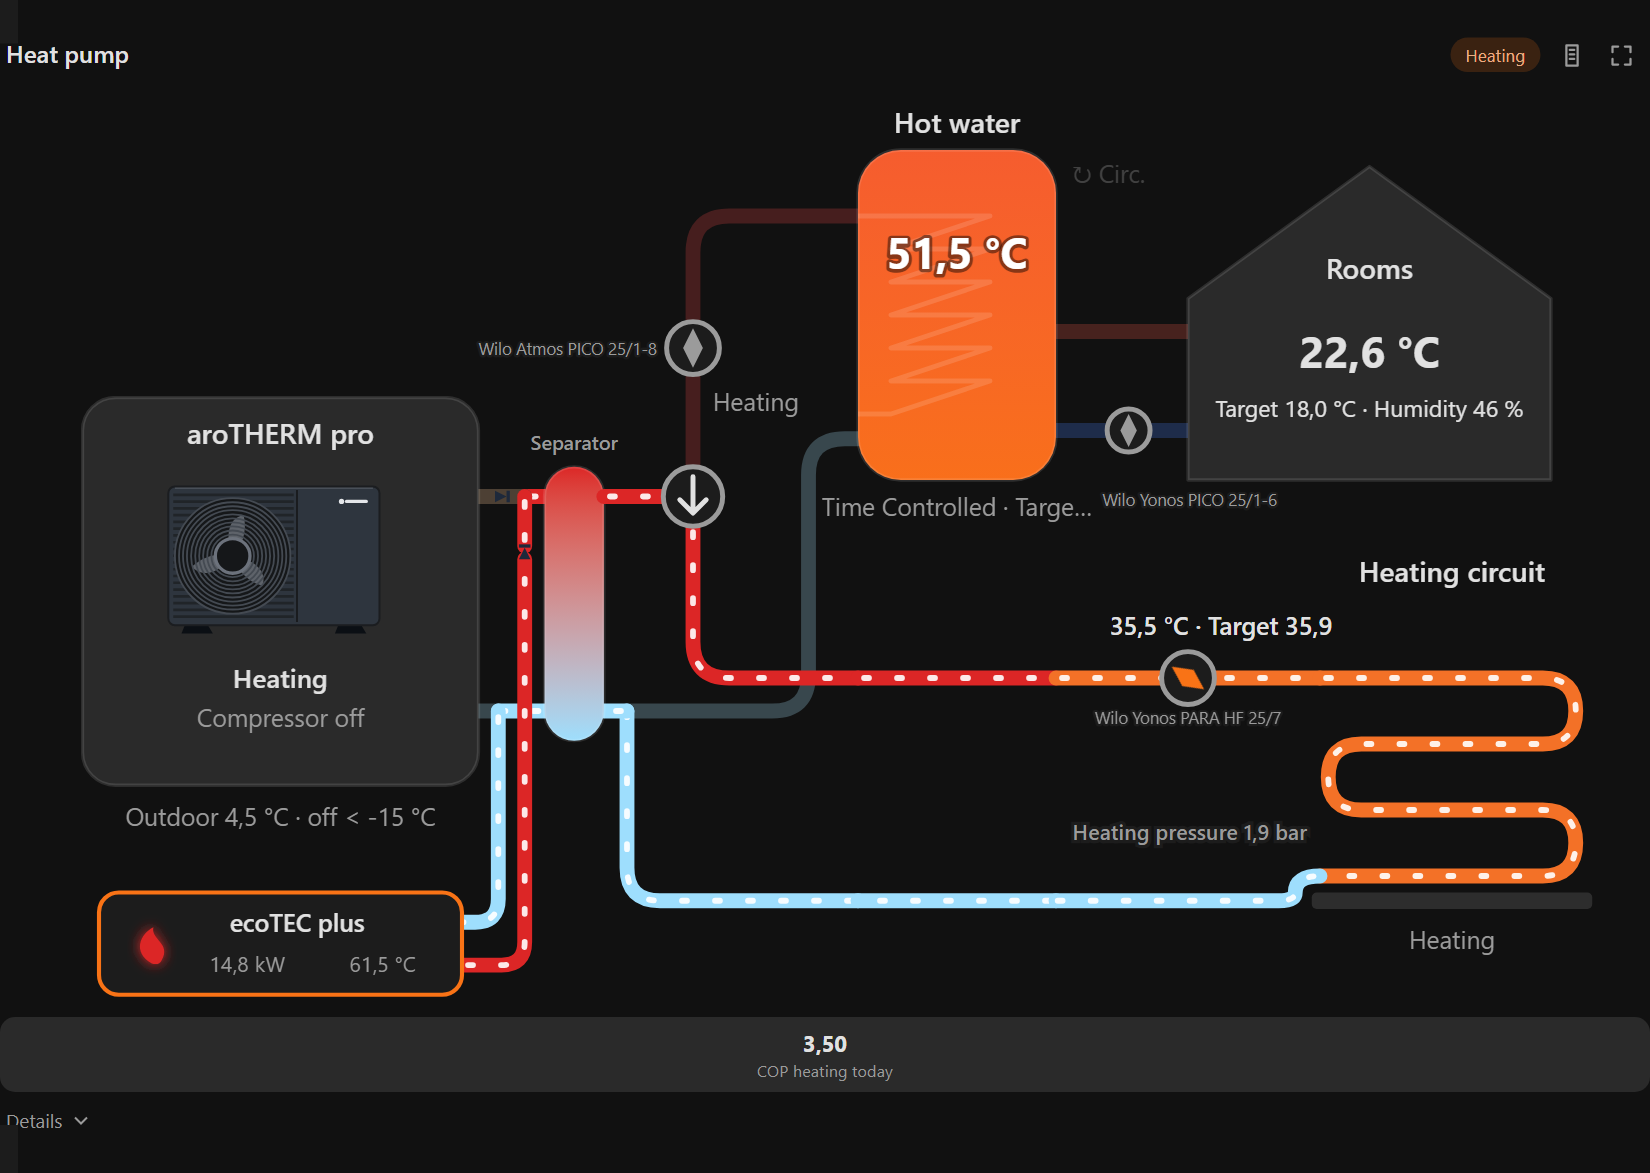 Heat pump
Heating
Hot water
↻ Circ.
51,5 °C
Rooms
22,6 °C
Target 18,0 °C · Humidity 46 %
Wilo Atmos PICO 25/1-8
Heating
aroTHERM pro
Separator
Time Controlled · Targe...
Wilo Yonos PICO 25/1-6
Heating circuit
35,5 °C · Target 35,9
Heating
Compressor off
Wilo Yonos PARA HF 25/7
Outdoor 4,5 °C · off < -15 °C
Heating pressure 1,9 bar
ecoTEC plus
14,8 kW
61,5 °C
Heating
3,50
COP heating today
Details